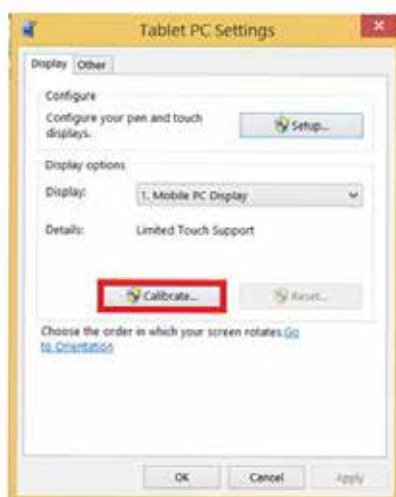 Tablet PC Settings
Display Other
Configure
Configure your pen and touch
displays.
Setup...
Display options
Display:
1. Mobile PC Display
Details:
Limited Touch Support
Calibrate...
Reset...
Choose the order in which your screen rotates.Go
to Orientation
OK Cancel Apply